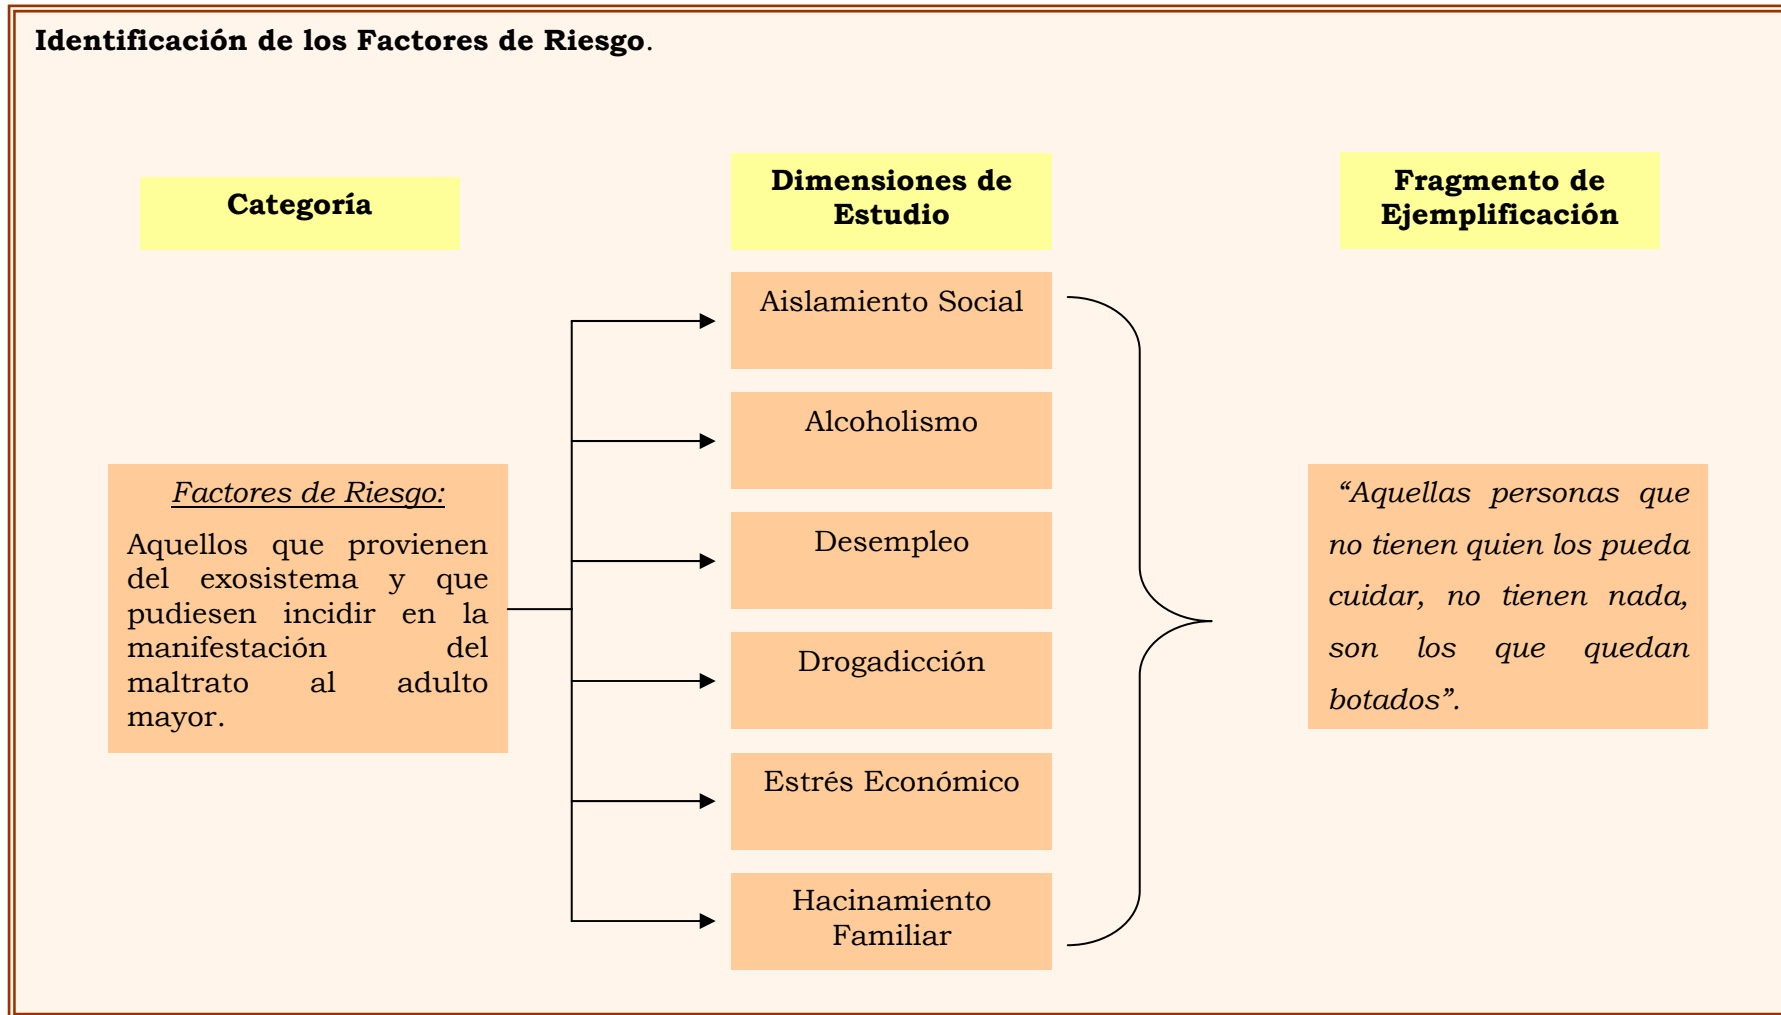 Identificación de los Factores de Riesgo.
Categoría
Dimensiones de
Estudio
Fragmento de
Ejemplificación
Factores de Riesgo:
Aquellos que provienen
del exosistema y que
pudiesen incidir en la
manifestación del
maltrato al adulto
mayor.
Aislamiento Social
Alcoholismo
Desempleo
Drogadicción
Estrés Económico
Hacinamiento
Familiar
“Aquellas personas que
no tienen quien los pueda
cuidar, no tienen nada,
son los que quedan
botados”.